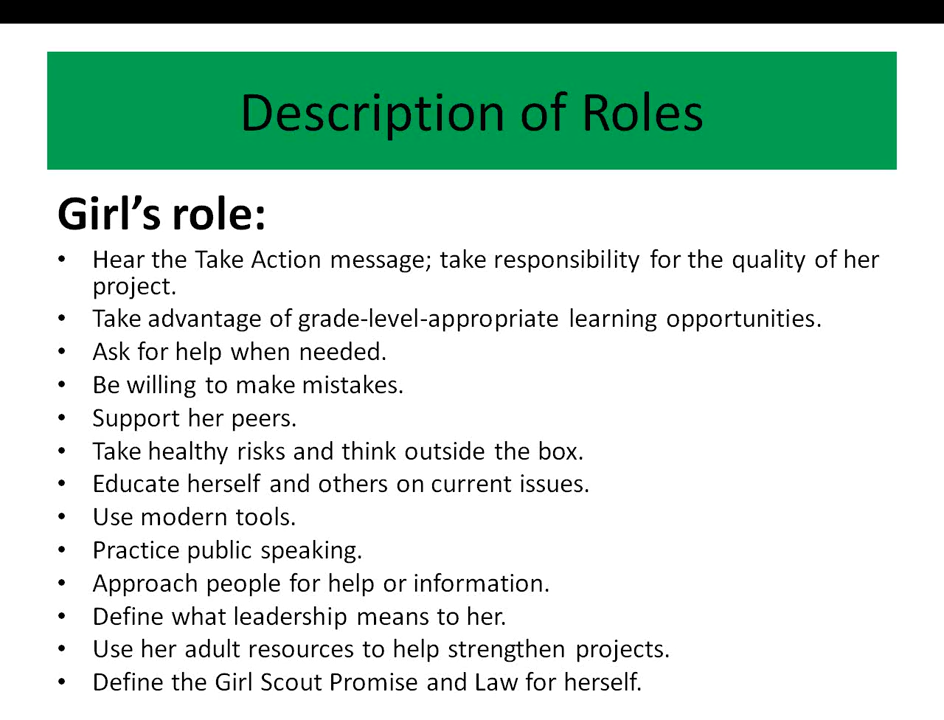 Description of Roles
Girl’s role:
• Hear the Take Action message; take responsibility for the quality of her
project.
• Take advantage of grade-level-appropriate learning opportunities.
• Ask for help when needed.
• Be willing to make mistakes.
• Support her peers.
• Take healthy risks and think outside the box.
• Educate herself and others on current issues.
• Use modern tools.
• Practice public speaking.
• Approach people for help or information.
• Define what leadership means to her.
• Use her adult resources to help strengthen projects.
• Define the Girl Scout Promise and Law for herself.